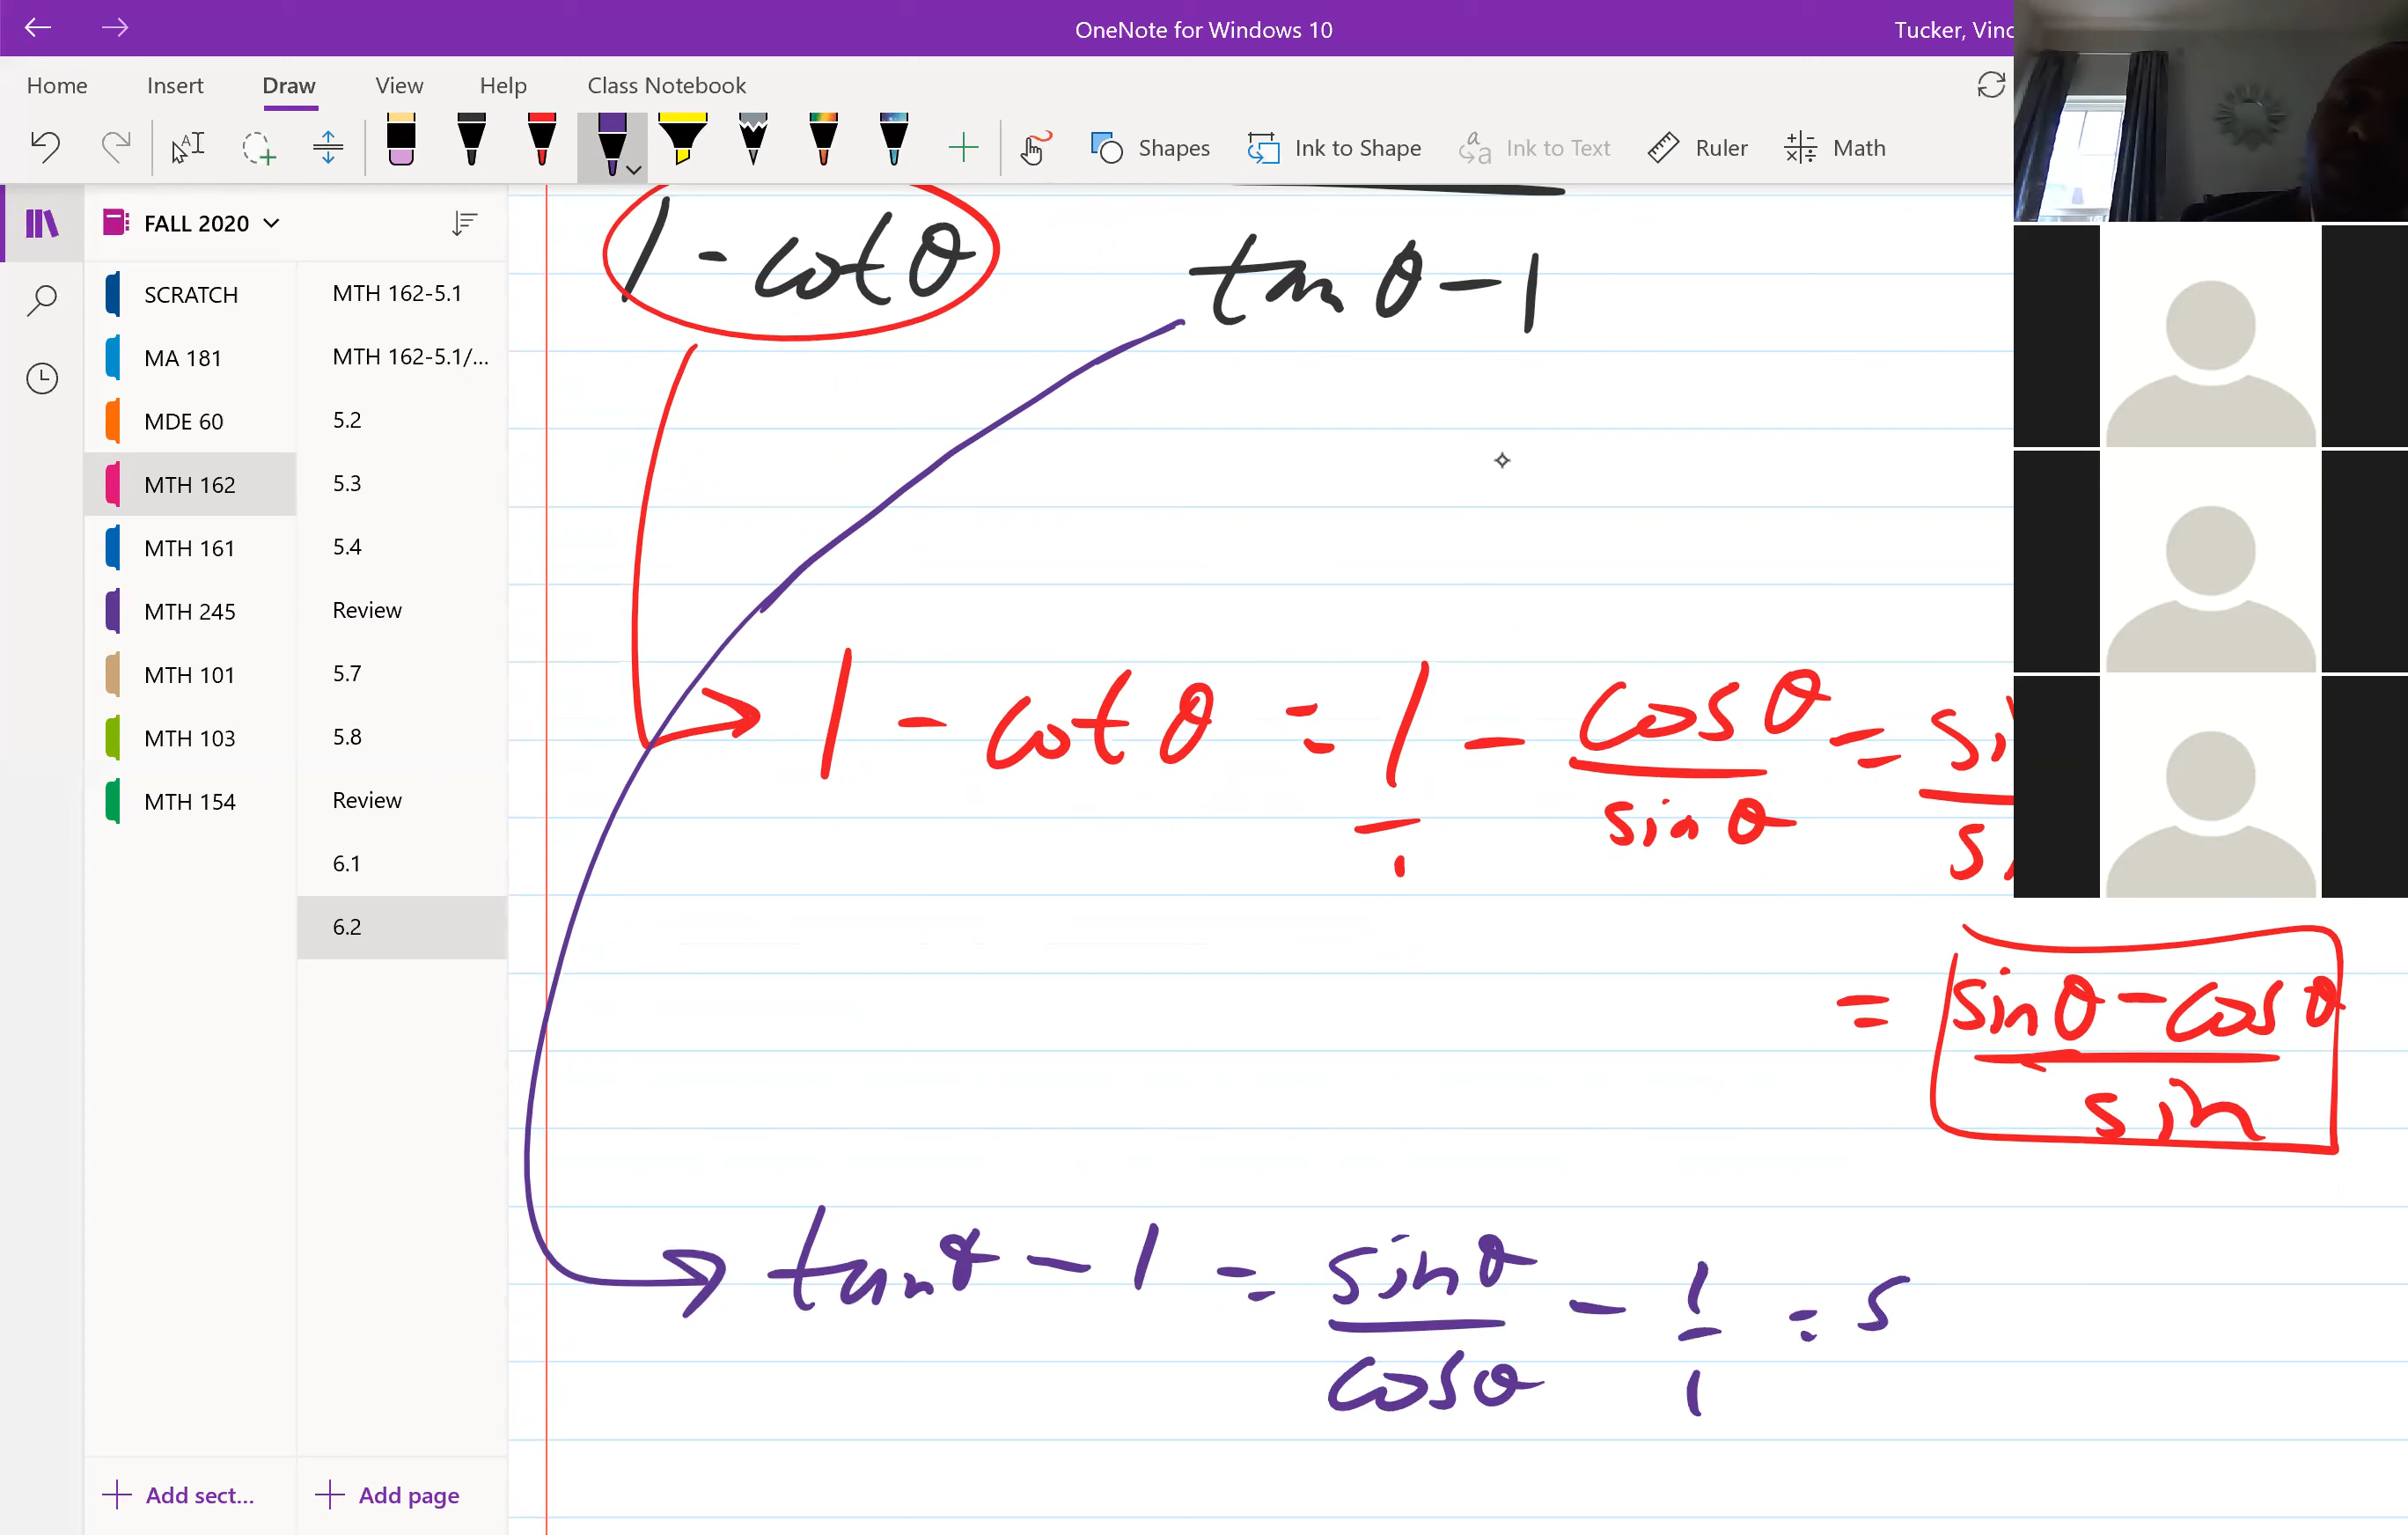 OneNote for Windows 10
Tucker, Vinc
Home Insert Draw View Help Class Notebook
Shapes Ink to Shape Ink to Text Ruler Math
FALL 2020
SCRATCH
MA 181
MDE 60
MTH 162
MTH 161
MTH 245
MTH 101
MTH 103
MTH 154
Add sect...
MTH 162-5.1
MTH 162-5.1/...
5.2
5.3
5.4
Review
5.7
5.8
Review
6.1
6.2
Add page
1 - cot θ
tan θ - 1
1 - cot θ = 1/1 - cos θ/sin θ = si/si
= sin θ - cos θ/sin
tan θ - 1 = sin θ/cos θ - 1/1 = s